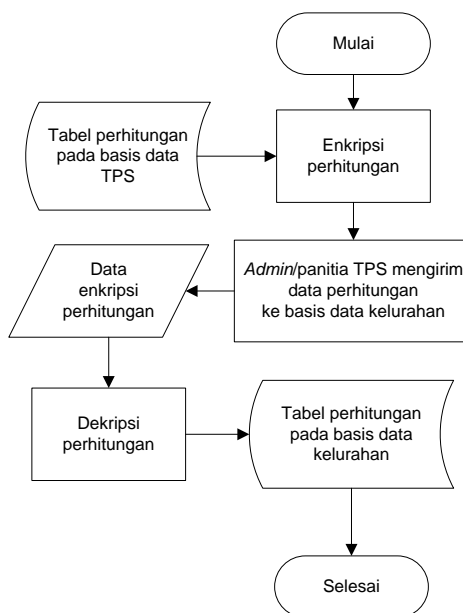 Mulai
Tabel perhitungan
pada basis data
TPS
Enkripsi
perhitungan
Admin/panitia TPS mengirim
data perhitungan
ke basis data kelurahan
Data
enkripsi
perhitungan
Dekripsi
perhitungan
Tabel perhitungan
pada basis data
kelurahan
Selesai